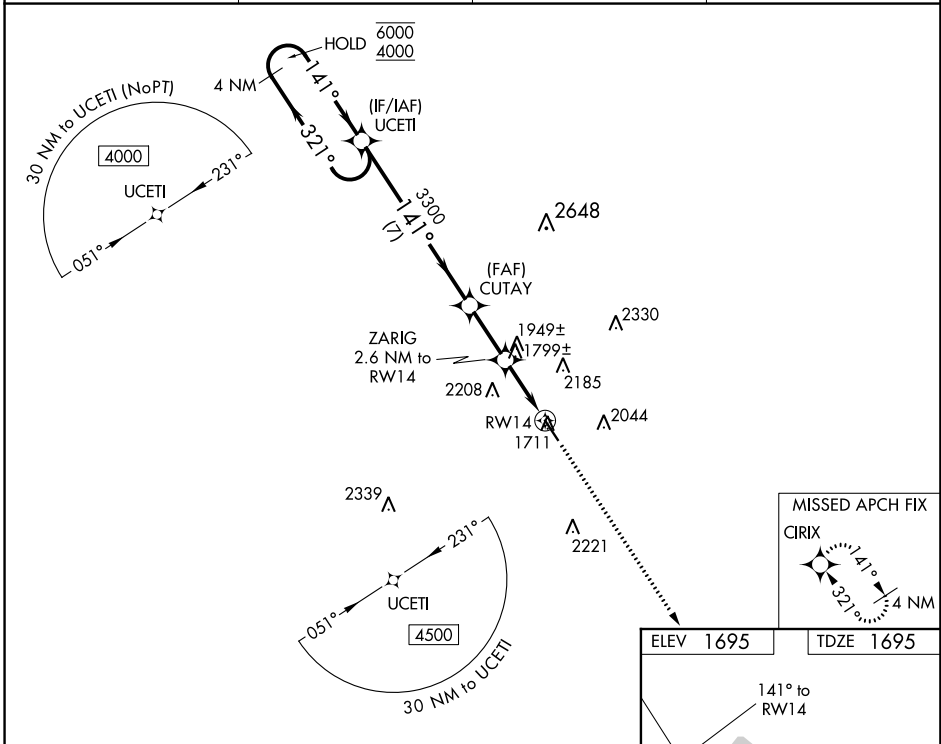 HOLD
6000
4000
4 NM
141°
321°
(IF/IAF)
UCETI
30 NM to UCETI (NoPT)
4000
UCETI
231°
051°
3300
141°
(7)
2648
(FAF)
CUTAY
2330
ZARIG
2.6 NM to
RW14
1949±
1799±
2185
2208
RW14
1711
2044
2339
2221
231°
051°
UCETI
4500
30 NM to UCETI
MISSED APCH FIX
CIRIX
141°
321°
4 NM
ELEV 1695
TDZE 1695
141° to
RW14